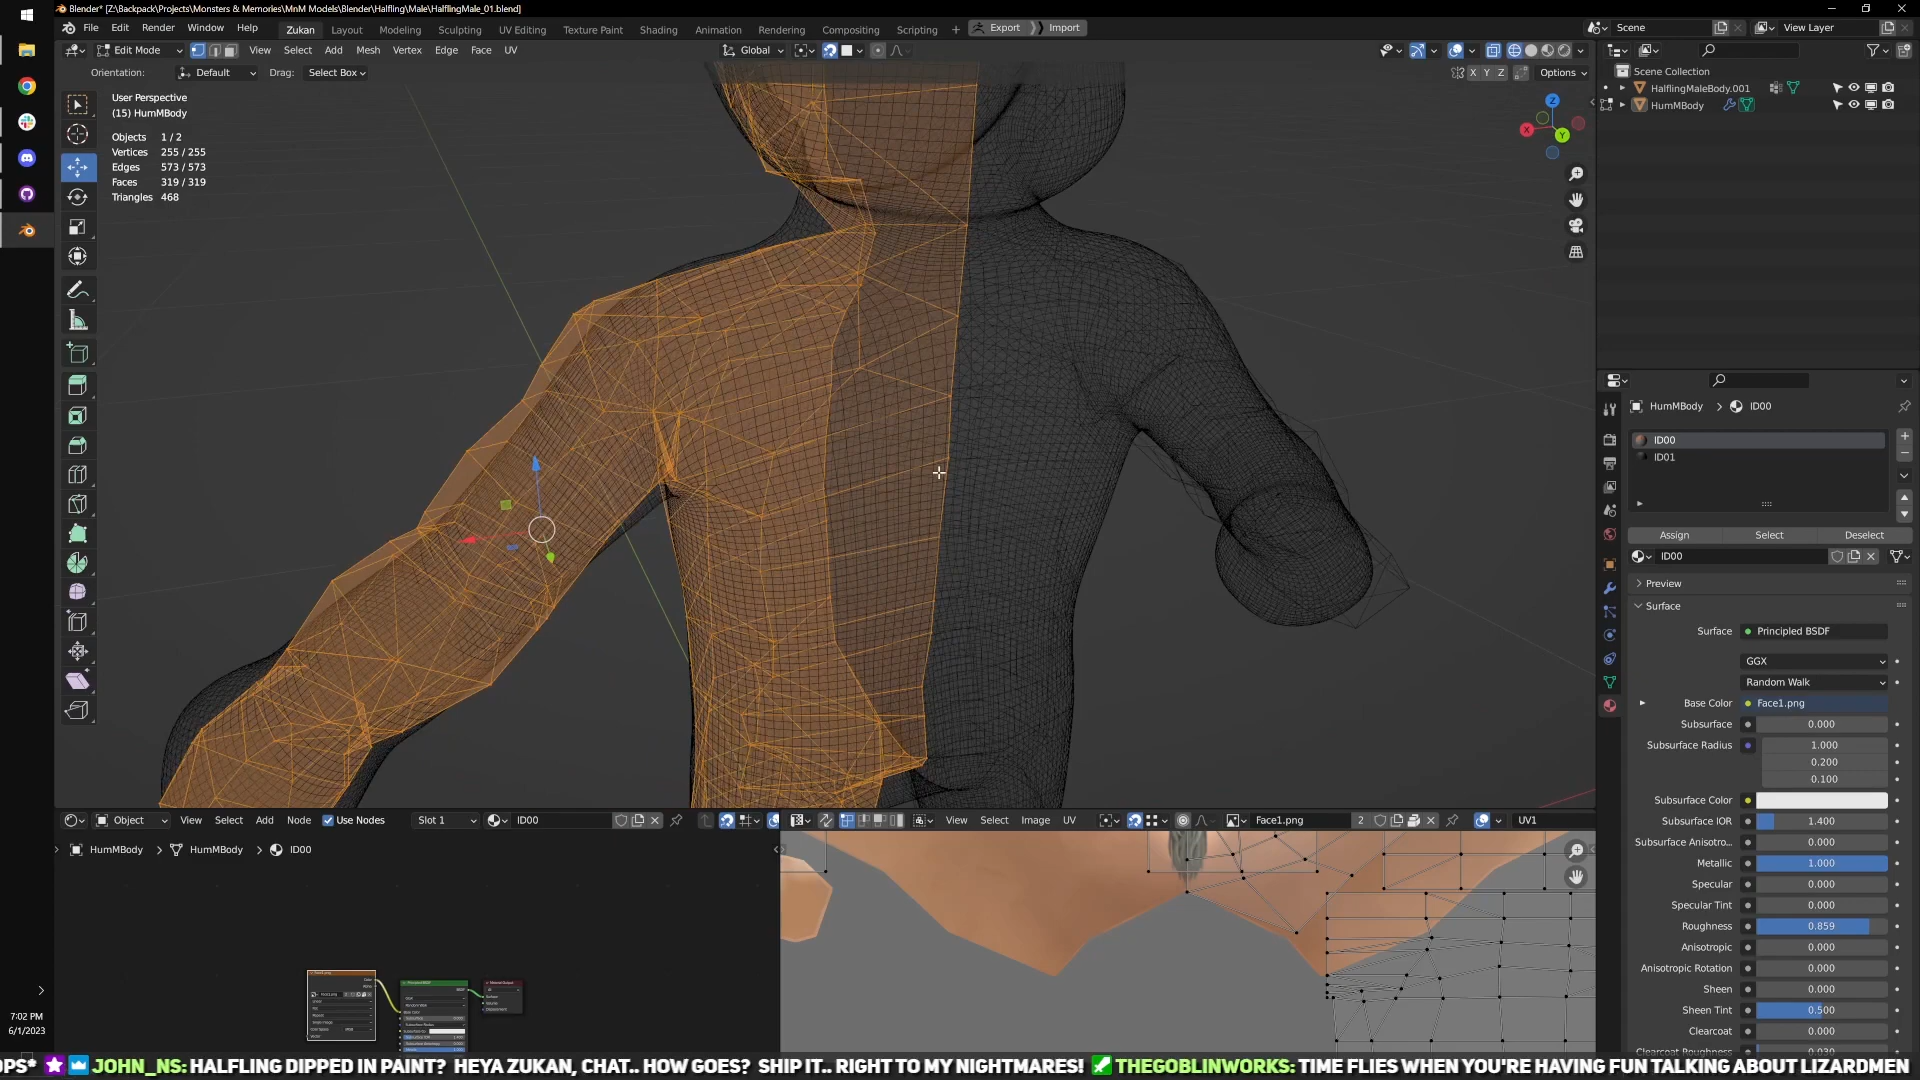 Blender* [Z:\Backpack\Projects\Monsters & Memories\MnM Models\Blender\Halfling\Male\HalflingMale_01.blend]
File Edit Render Window Help Zukan Layout Modeling Sculpting UV Editing Texture Paint Shading Animation Rendering Compositing Scripting + Export Import Scene View Layer
Edit Mode View Select Add Mesh Vertex Edge Face UV Global
Orientation: Default Drag: Select Box X Y Z Options
User Perspective
(15) HumMBody
Objects 1 / 2
Vertices 255 / 255
Edges 573 / 573
Faces 319 / 319
Triangles 468
Z
X
Y
Scene Collection
HalflingMaleBody.001
HumMBody
HumMBody > ID00
ID00
ID01
Assign Select Deselect
ID00
Preview
Surface
Surface Principled BSDF
GGX
Random Walk
Base Color Face1.png
Subsurface 0.000
Subsurface Radius 1.000
0.200
0.100
Subsurface Color
Subsurface IOR 1.400
Subsurface Anisotro... 0.000
Metallic 1.000
Specular 0.000
Specular Tint 0.000
Roughness 0.859
Anisotropic 0.000
Anisotropic Rotation 0.000
Sheen 0.000
Sheen Tint 0.500
Clearcoat 0.000
Clearcoat Roughness 0.030
Object View Select Add Node Use Nodes Slot 1 ID00
HumMBody > HumMBody > ID00
View Select Image UV Face1.png 2 UV1
7:02 PM
6/1/2023
OPS* JOHN_NS: HALFLING DIPPED IN PAINT? HEYA ZUKAN, CHAT.. HOW GOES? SHIP IT.. RIGHT TO MY NIGHTMARES! THEGOBLINWORKS: TIME FLIES WHEN YOU'RE HAVING FUN TALKING ABOUT LIZARDMEN